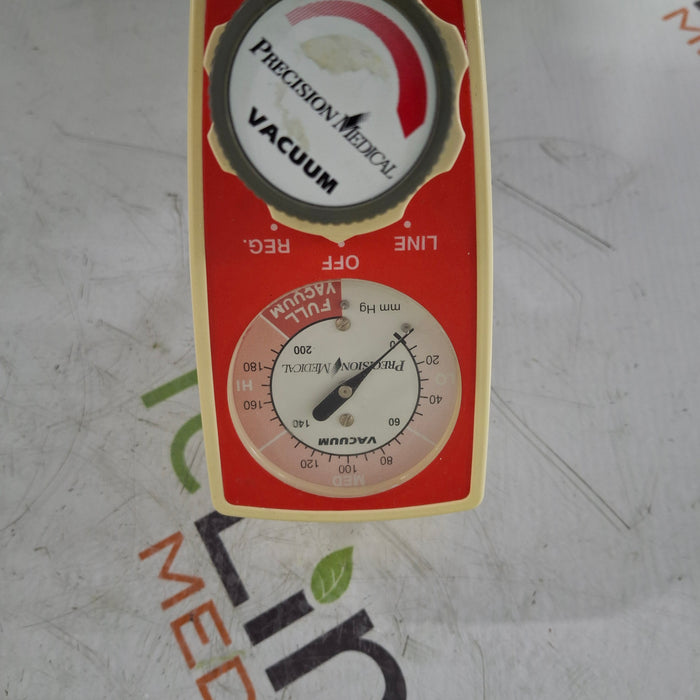 PRECISION MEDICAL
VACUUM
REG.
OFF
LINE
FULL
VACUUM
mm Hg
0
20
40
60
80
100
120
140
160
180
200
LO
MED
HI
PRECISION MEDICAL
VACUUM
MED